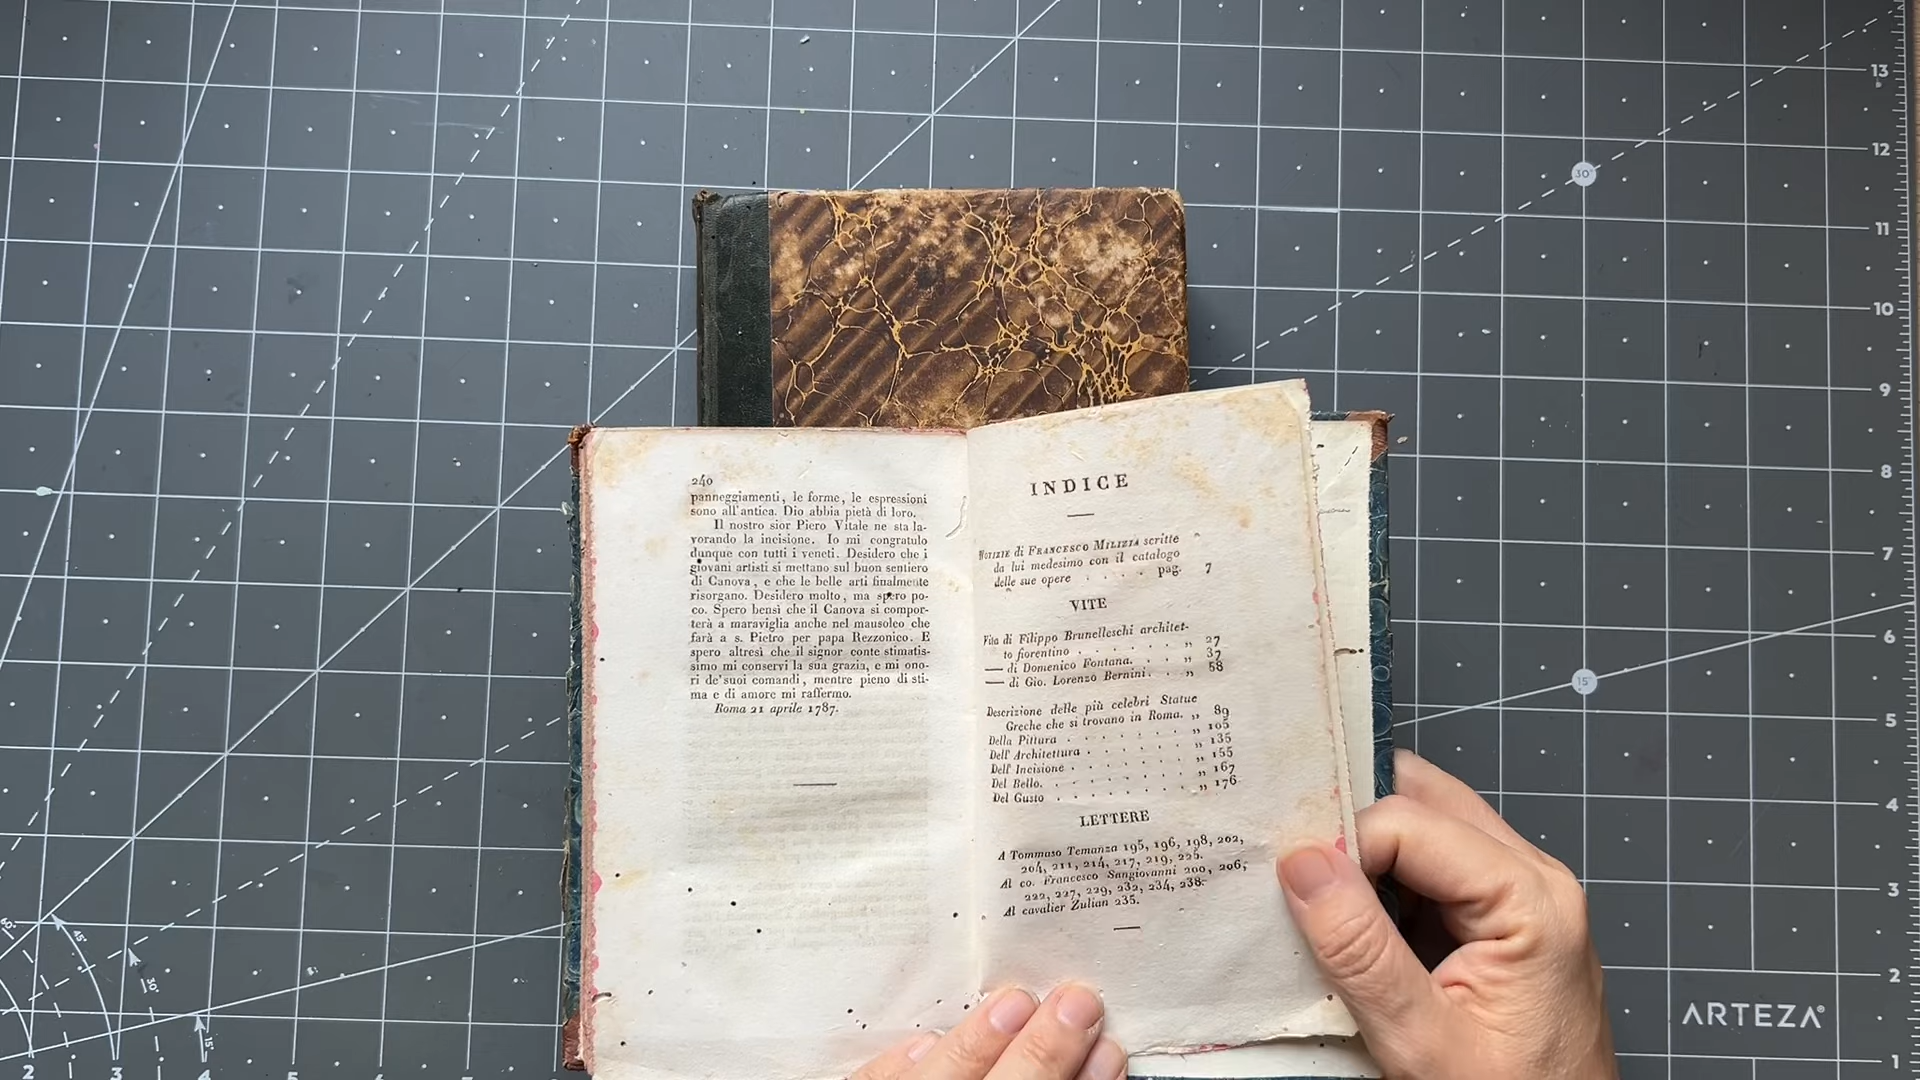 240
panneggiamenti, le forme, le espressioni
sono all'antica. Dio abbia pietà di loro.
Il nostro sior Piero Vitale ne sta la-
vorando la incisione. Io mi congratulo
dunque con tutti i veneti. Desidero che i
giovani artisti si mettano sul buon sentiero
di Canova, e che le belle arti finalmente
risorgano. Desidero molto, ma spero po-
co. Spero bensì che il Canova si compor-
terà a maraviglia anche nel mausoleo che
farà a s. Pietro per papa Rezzonico. E
spero altresì che il signor conte stimatis-
simo mi conservi la sua grazia, e mi ono-
ri de' suoi comandi, mentre pieno di sti-
ma e di amore mi raffermo.
Roma 21 aprile 1787.
INDICE
NOTIZIE di FRANCESCO MILIZIA scritte
da lui medesimo con il catalogo
delle sue opere . . . . pag. 7
VITE
Vita di Filippo Brunelleschi architet-
to fiorentino . . . . . . „ 27
— di Domenico Fontana. . . „ 37
— di Gio. Lorenzo Bernini. . „ 58
Descrizione delle più celebri Statue
Greche che si trovano in Roma. „ 89
Della Pittura . . . . . . . „ 105
Dell' Architettura . . . . . . „ 135
Dell' Incisione . . . . . . . „ 155
Del Bello. . . . . . . . „ 167
Del Gusto . . . . . . . . „ 176
LETTERE
A Tommaso Temanza 195, 196, 198, 202,
204, 211, 214, 217, 219, 225.
Al co. Francesco Sangiovanni 200, 206,
222, 227, 229, 232, 234, 238.
Al cavalier Zulian 235.
13
12
30°
11
10
9
8
7
6
15°
5
4
3
2
ARTEZA®
1
60°
45°
30°
15°
2
3
4
5
6